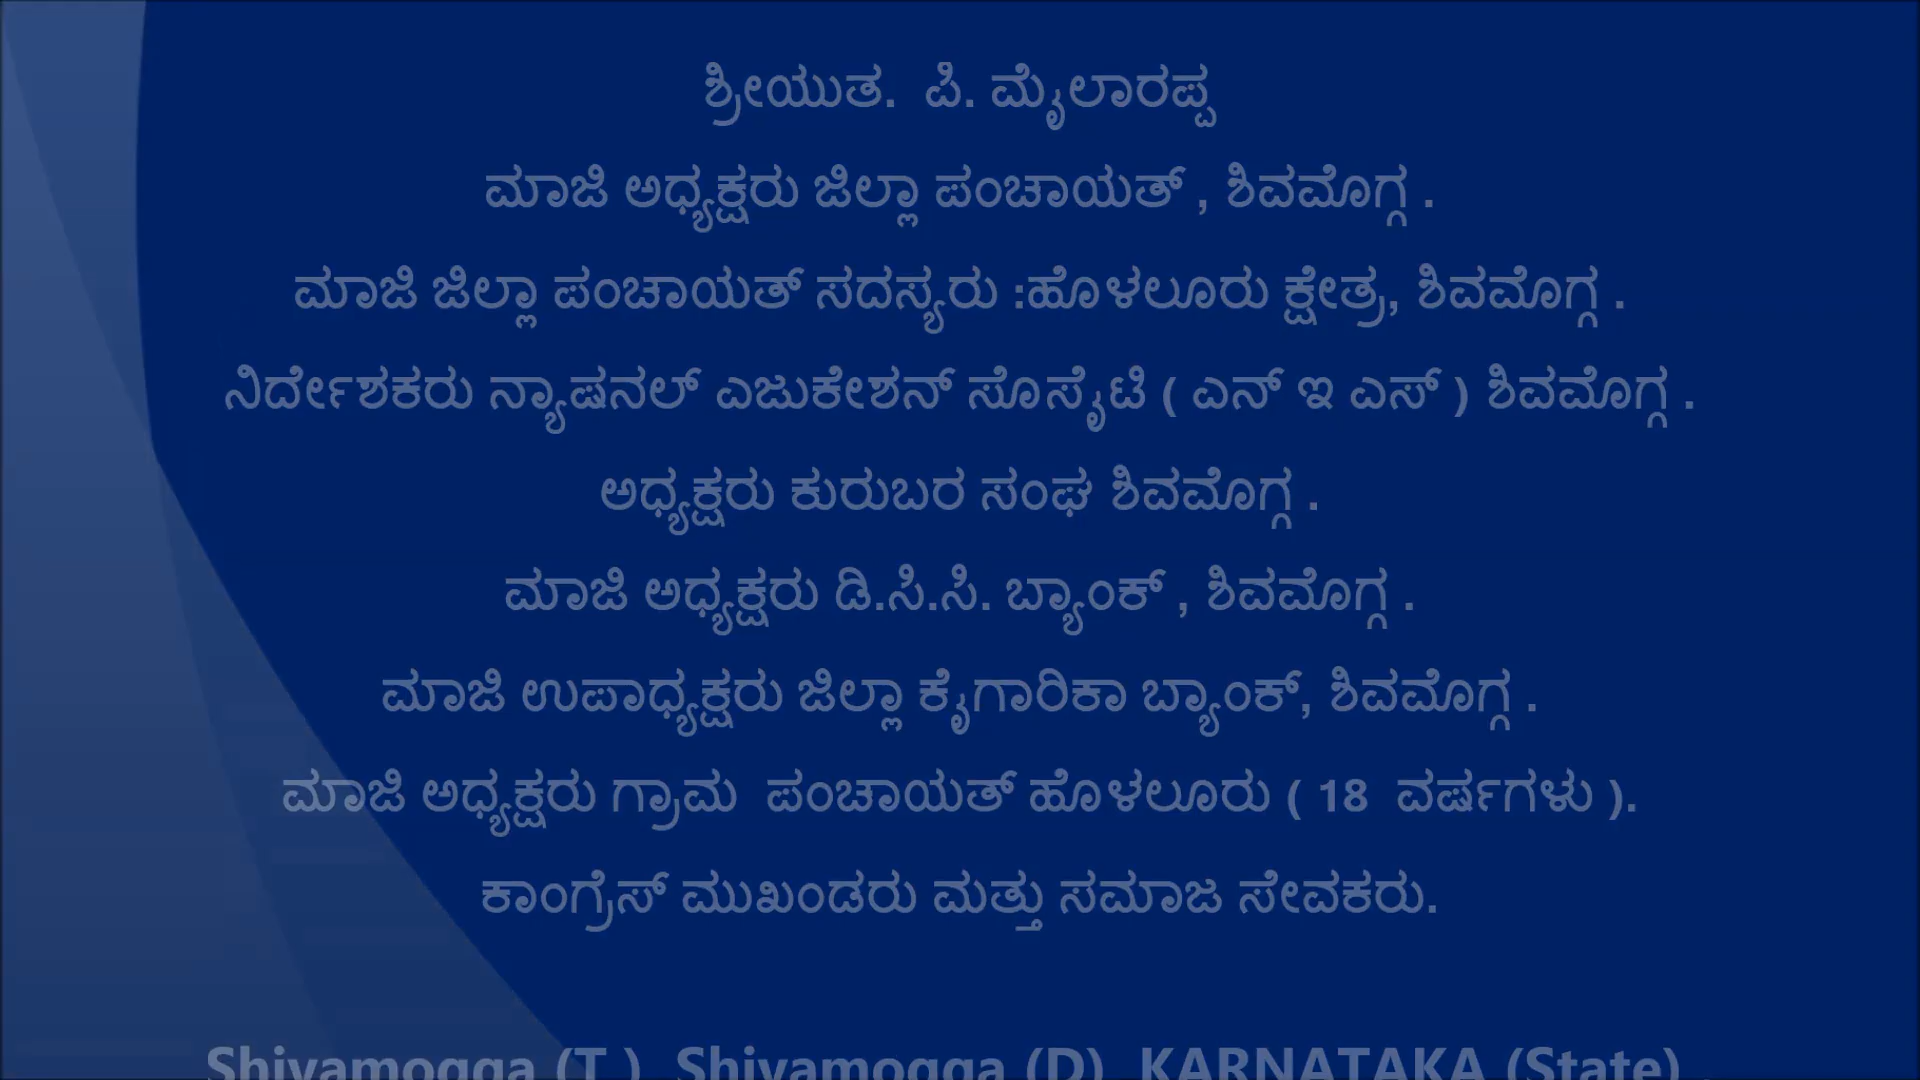 ಶ್ರೀಯುತ. ಪಿ. ಮೈಲಾರಪ್ಪ
ಮಾಜಿ ಅಧ್ಯಕ್ಷರು ಜಿಲ್ಲಾ ಪಂಚಾಯತ್ , ಶಿವಮೊಗ್ಗ .
ಮಾಜಿ ಜಿಲ್ಲಾ ಪಂಚಾಯತ್ ಸದಸ್ಯರು :ಹೊಳಲೂರು ಕ್ಷೇತ್ರ, ಶಿವಮೊಗ್ಗ .
ನಿರ್ದೇಶಕರು ನ್ಯಾಷನಲ್ ಎಜುಕೇಶನ್ ಸೊಸೈಟಿ ( ಎನ್ ಇ ಎಸ್ ) ಶಿವಮೊಗ್ಗ .
ಅಧ್ಯಕ್ಷರು ಕುರುಬರ ಸಂಘ ಶಿವಮೊಗ್ಗ .
ಮಾಜಿ ಅಧ್ಯಕ್ಷರು ಡಿ.ಸಿ.ಸಿ. ಬ್ಯಾಂಕ್ , ಶಿವಮೊಗ್ಗ .
ಮಾಜಿ ಉಪಾಧ್ಯಕ್ಷರು ಜಿಲ್ಲಾ ಕೈಗಾರಿಕಾ ಬ್ಯಾಂಕ್, ಶಿವಮೊಗ್ಗ .
ಮಾಜಿ ಅಧ್ಯಕ್ಷರು ಗ್ರಾಮ ಪಂಚಾಯತ್ ಹೊಳಲೂರು ( 18 ವರ್ಷಗಳು ).
ಕಾಂಗ್ರೆಸ್ ಮುಖಂಡರು ಮತ್ತು ಸಮಾಜ ಸೇವಕರು.
Shivamogga (T ) Shivamogga (D) KARNATAKA (State) .